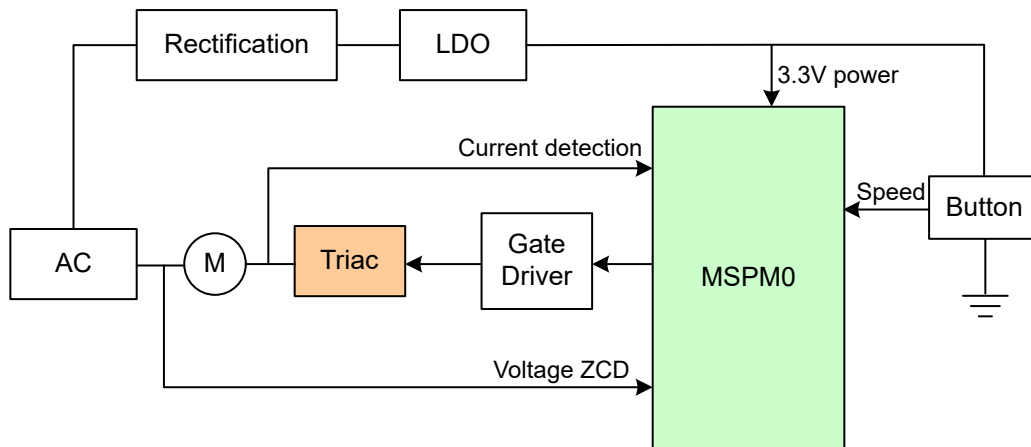 Rectification
LDO
3.3V power
Current detection
Speed
Button
AC
M
Triac
Gate
Driver
MSPM0
Voltage ZCD